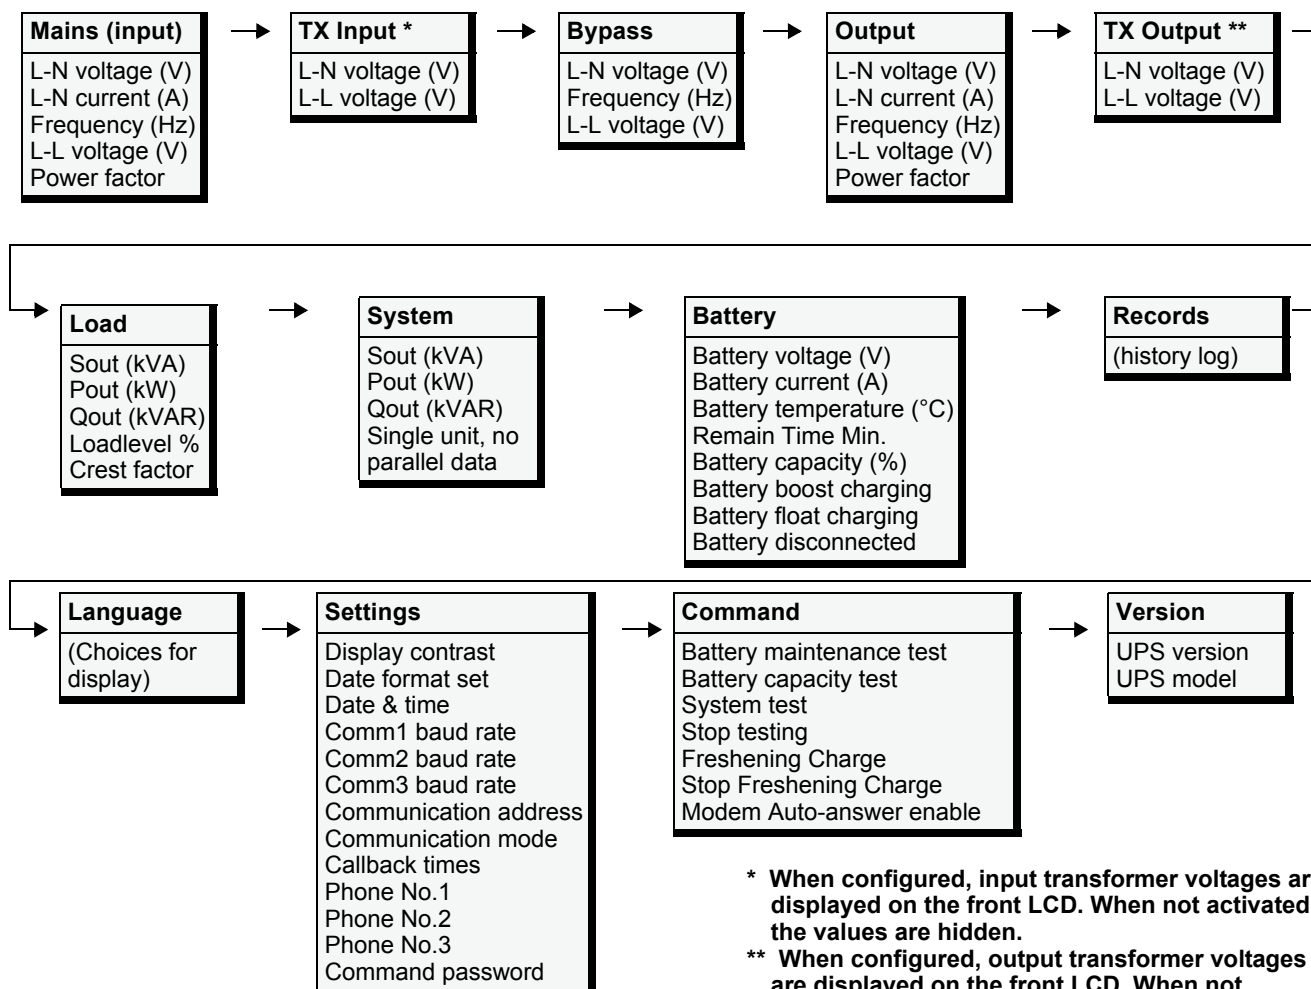 Mains (input)
L-N voltage (V)
L-N current (A)
Frequency (Hz)
L-L voltage (V)
Power factor
TX Input *
L-N voltage (V)
L-L voltage (V)
Bypass
L-N voltage (V)
Frequency (Hz)
L-L voltage (V)
Output
L-N voltage (V)
L-N current (A)
Frequency (Hz)
L-L voltage (V)
Power factor
TX Output **
L-N voltage (V)
L-L voltage (V)
Load
Sout (kVA)
Pout (kW)
Qout (kVAR)
Loadlevel %
Crest factor
System
Sout (kVA)
Pout (kW)
Qout (kVAR)
Single unit, no
parallel data
Battery
Battery voltage (V)
Battery current (A)
Battery temperature (°C)
Remain Time Min.
Battery capacity (%)
Battery boost charging
Battery float charging
Battery disconnected
Records
(history log)
Language
(Choices for
display)
Settings
Display contrast
Date format set
Date & time
Comm1 baud rate
Comm2 baud rate
Comm3 baud rate
Communication address
Communication mode
Callback times
Phone No.1
Phone No.2
Phone No.3
Command password
Command
Battery maintenance test
Battery capacity test
System test
Stop testing
Freshening Charge
Stop Freshening Charge
Modem Auto-answer enable
Version
UPS version
UPS model
* When configured, input transformer voltages ar
displayed on the front LCD. When not activated
the values are hidden.
** When configured, output transformer voltages
are displayed on the front LCD. When not